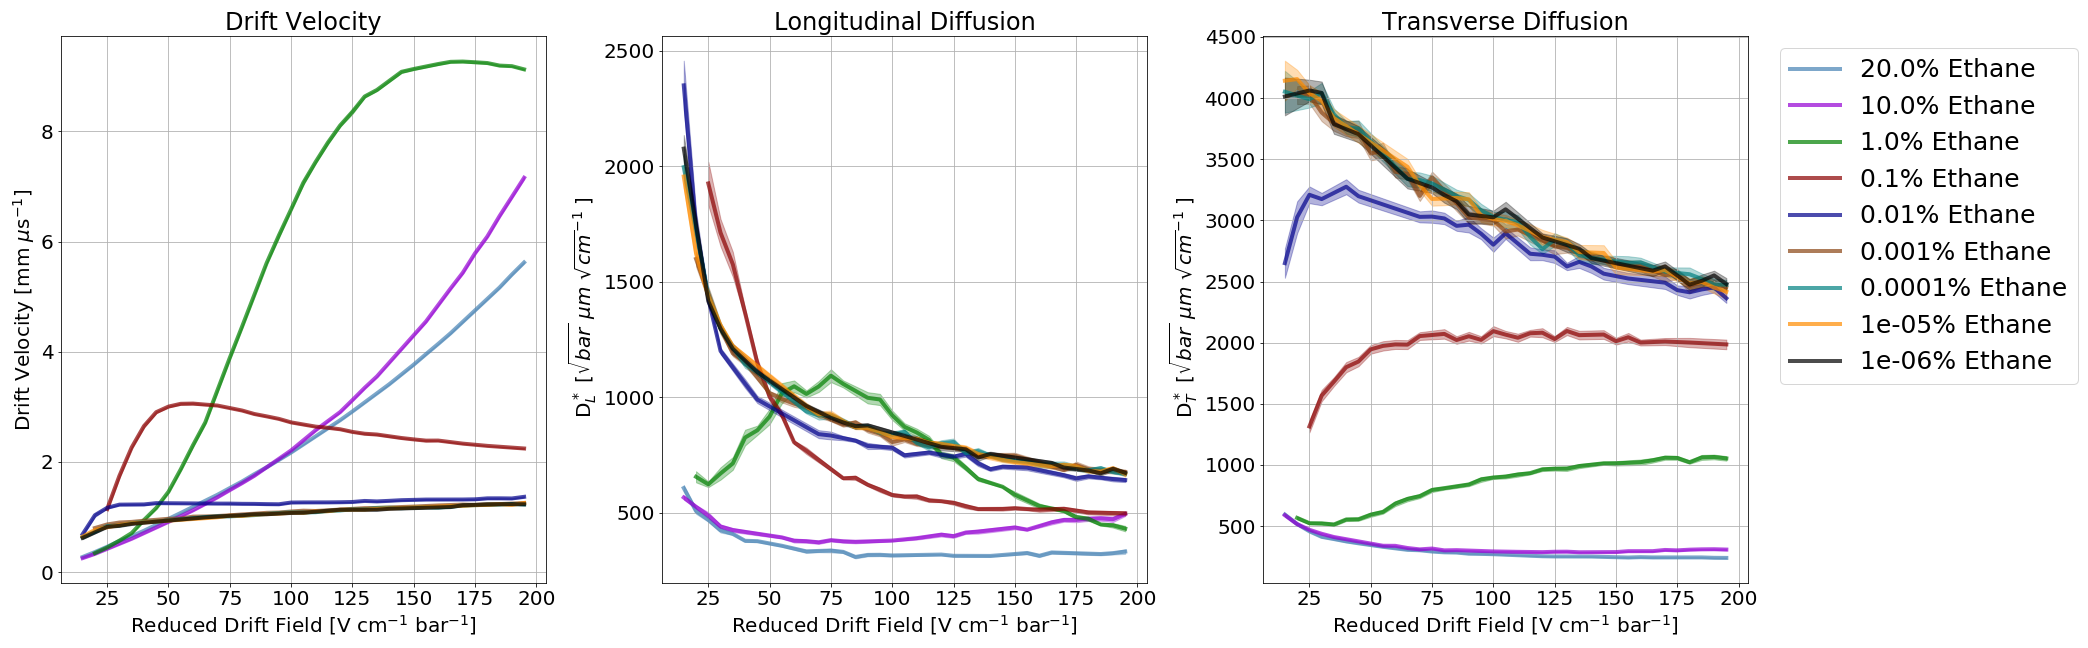 Drift Velocity
Drift Velocity [mm μs⁻¹]
8
6
4
2
0
25 50 75 100 125 150 175 200
Reduced Drift Field [V cm⁻¹ bar⁻¹]
Longitudinal Diffusion
D_L* [√bar μm √cm⁻¹ ]
2500
2000
1500
1000
500
25 50 75 100 125 150 175 200
Reduced Drift Field [V cm⁻¹ bar⁻¹]
Transverse Diffusion
D_T* [√bar μm √cm⁻¹ ]
4500
4000
3500
3000
2500
2000
1500
1000
500
25 50 75 100 125 150 175 200
Reduced Drift Field [V cm⁻¹ bar⁻¹]
20.0% Ethane
10.0% Ethane
1.0% Ethane
0.1% Ethane
0.01% Ethane
0.001% Ethane
0.0001% Ethane
1e-05% Ethane
1e-06% Ethane